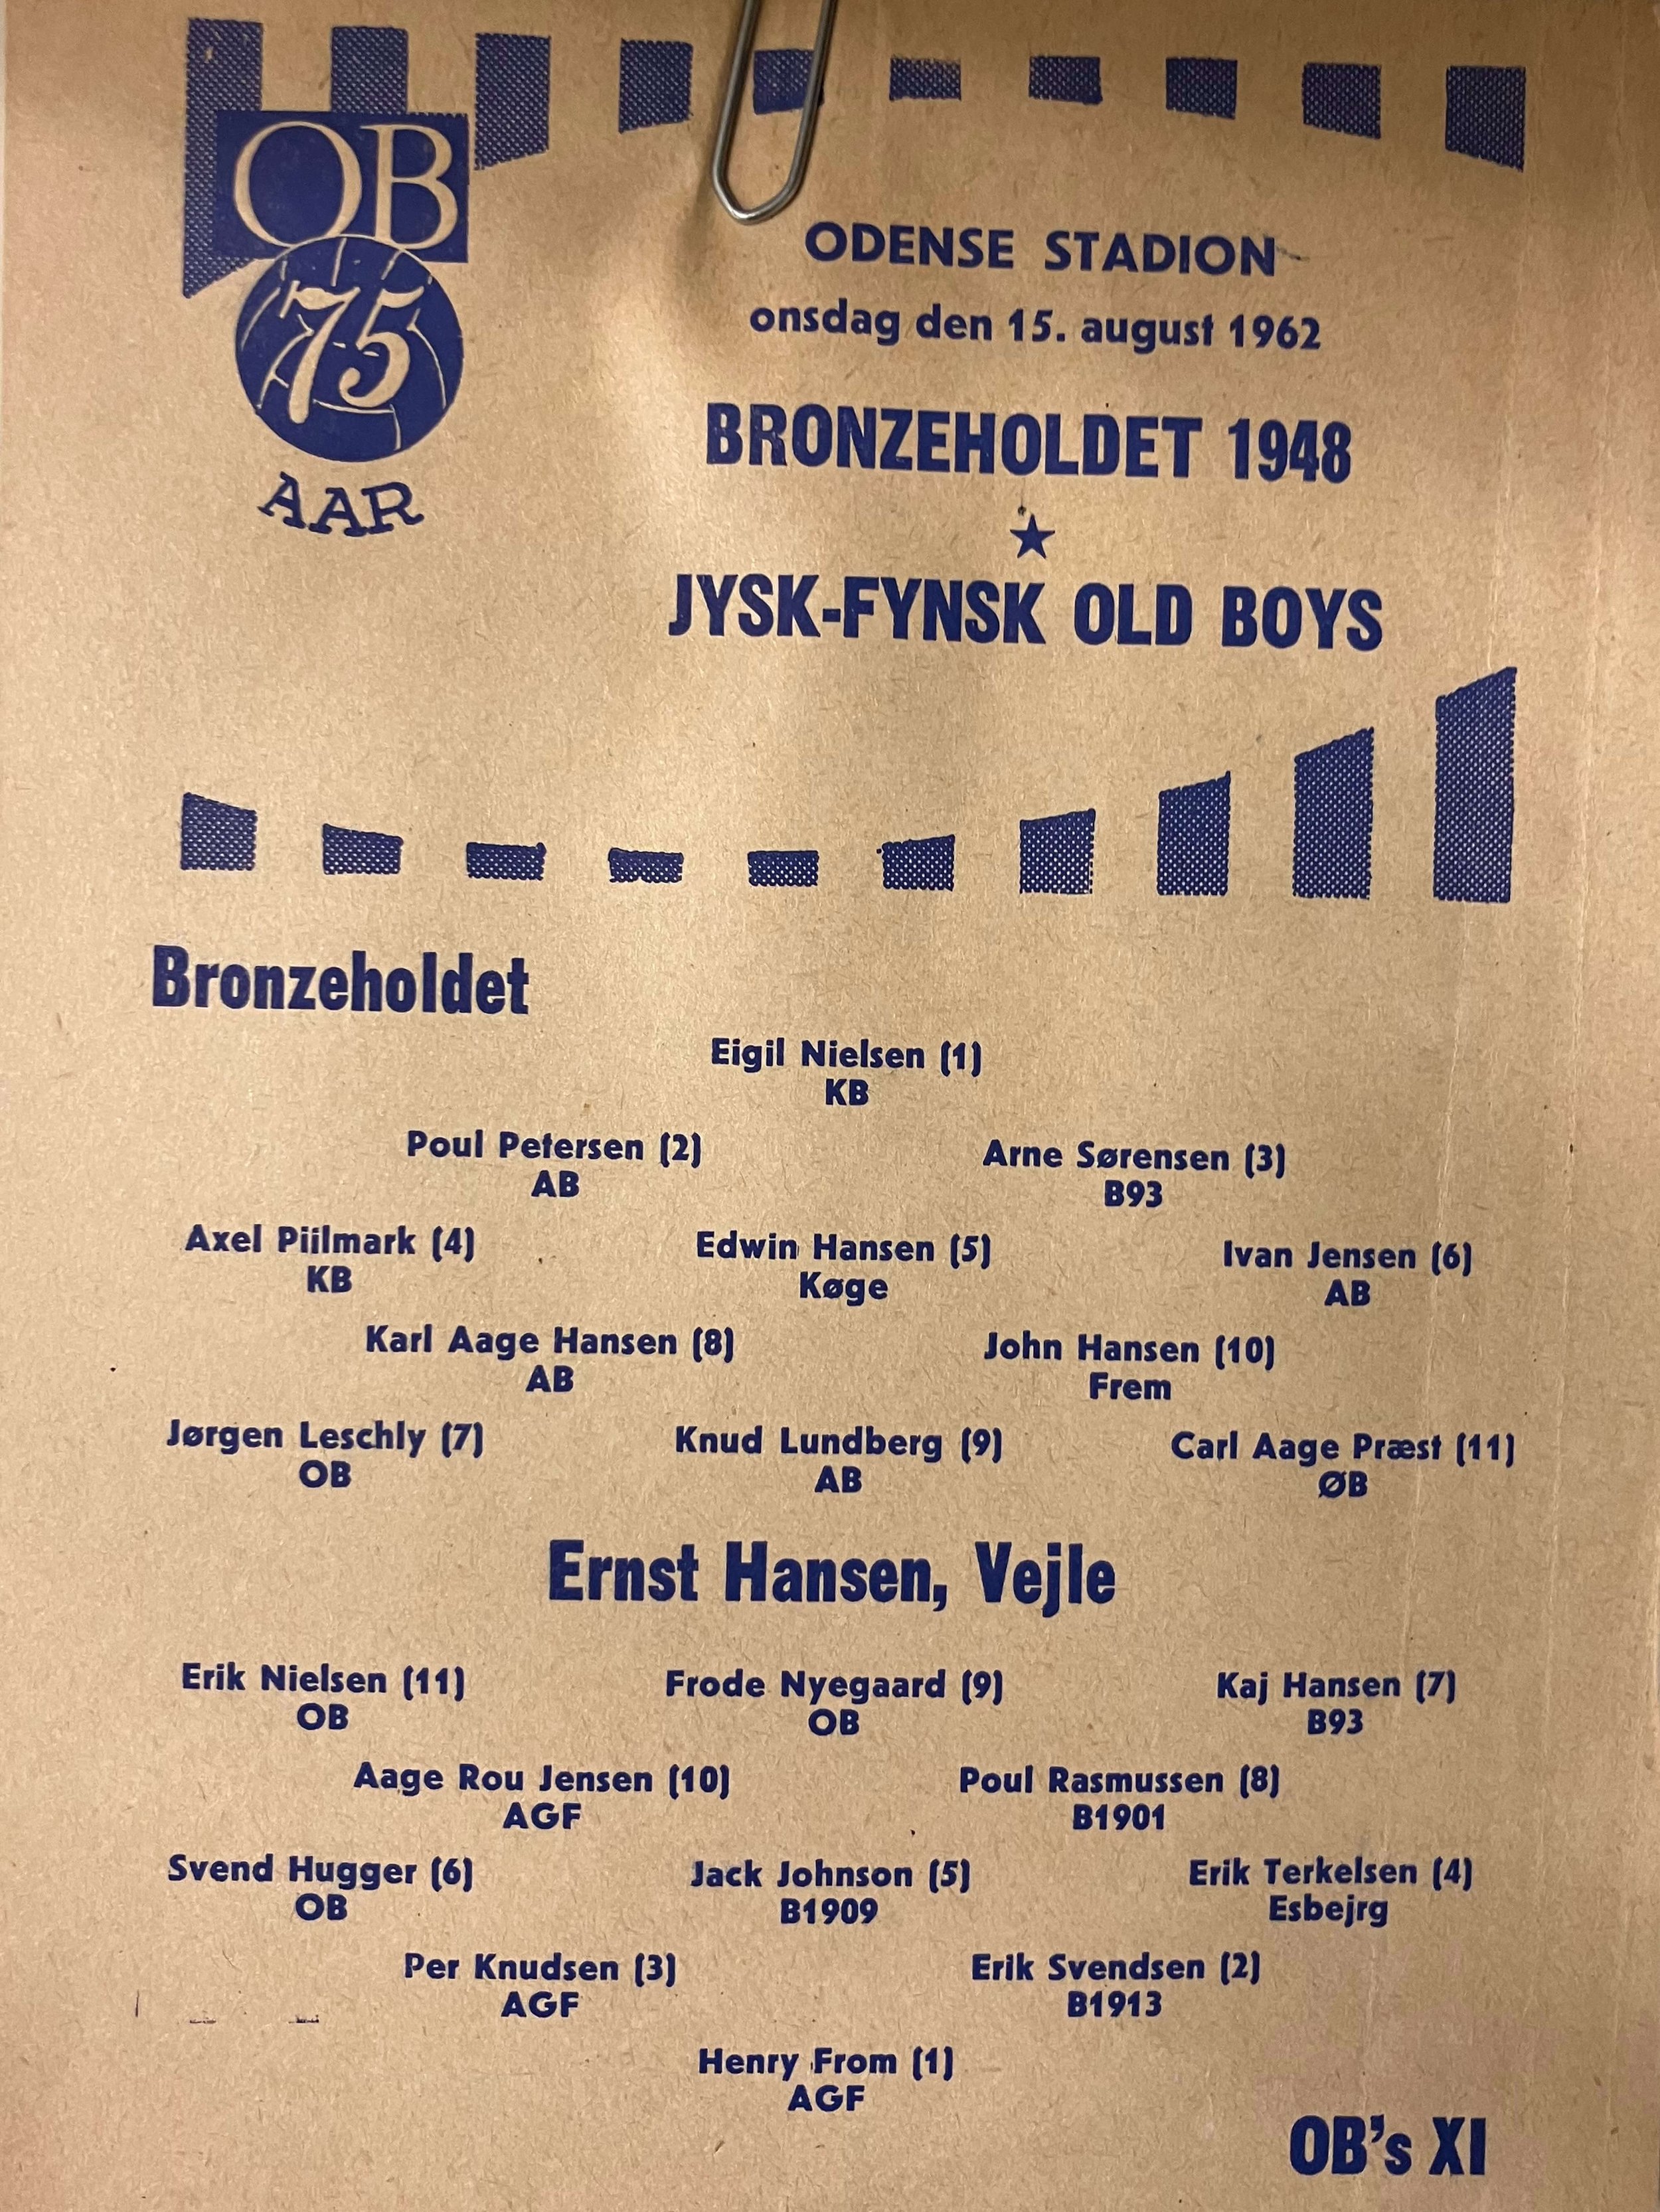 OB
75
AAR
ODENSE STADION
onsdag den 15. august 1962
BRONZEHOLDET 1948
★
JYSK-FYNSK OLD BOYS
Bronzeholdet
Eigil Nielsen (1)
KB
Poul Petersen (2) Arne Sørensen (3)
AB B93
Axel Piilmark (4) Edwin Hansen (5) Ivan Jensen (6)
KB Køge AB
Karl Aage Hansen (8) John Hansen (10)
AB Frem
Jørgen Leschly (7) Knud Lundberg (9) Carl Aage Præst (11)
OB AB ØB
Ernst Hansen, Vejle
Erik Nielsen (11) Frode Nyegaard (9) Kaj Hansen (7)
OB OB B93
Aage Rou Jensen (10) Poul Rasmussen (8)
AGF B1901
Svend Hugger (6) Jack Johnson (5) Erik Terkelsen (4)
OB B1909 Esbejrg
Per Knudsen (3) Erik Svendsen (2)
AGF B1913
Henry From (1)
AGF
OB's XI